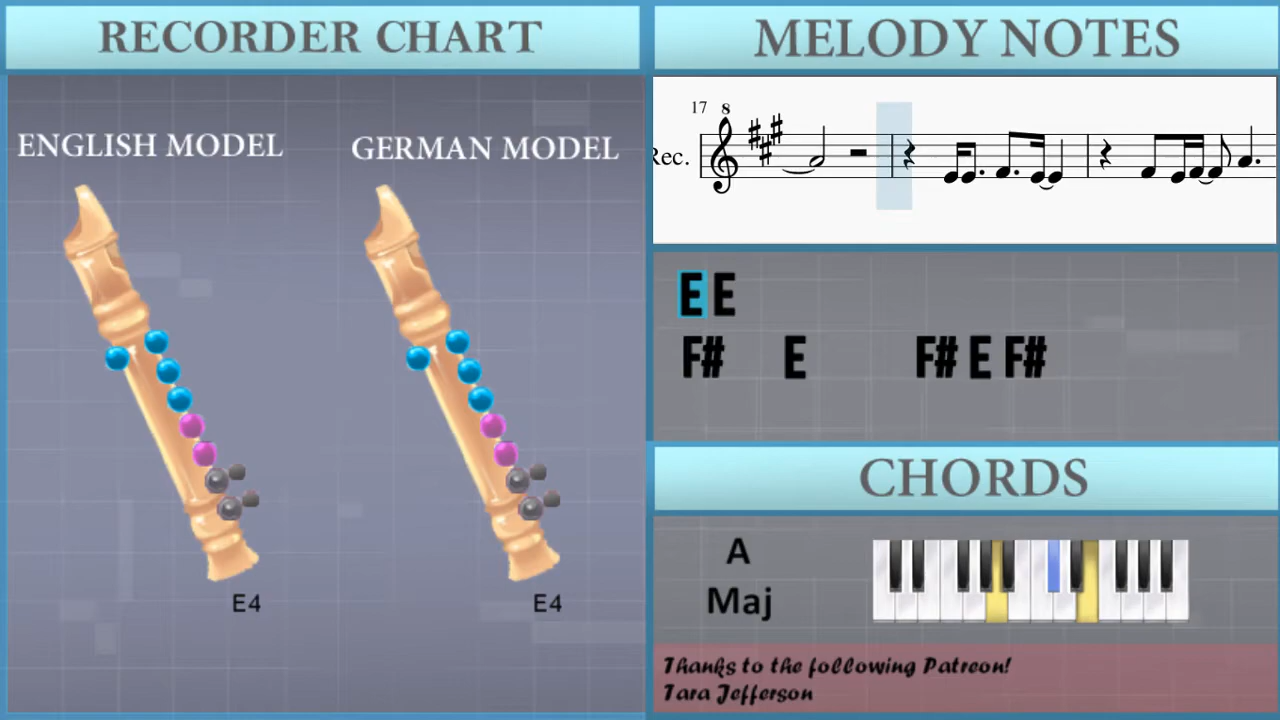 RECORDER CHART
ENGLISH MODEL
GERMAN MODEL
E4
E4
MELODY NOTES
17
8
Rec.
E E
F# E F# E F#
CHORDS
A
Maj
Thanks to the following Patreon!
Tara Jefferson